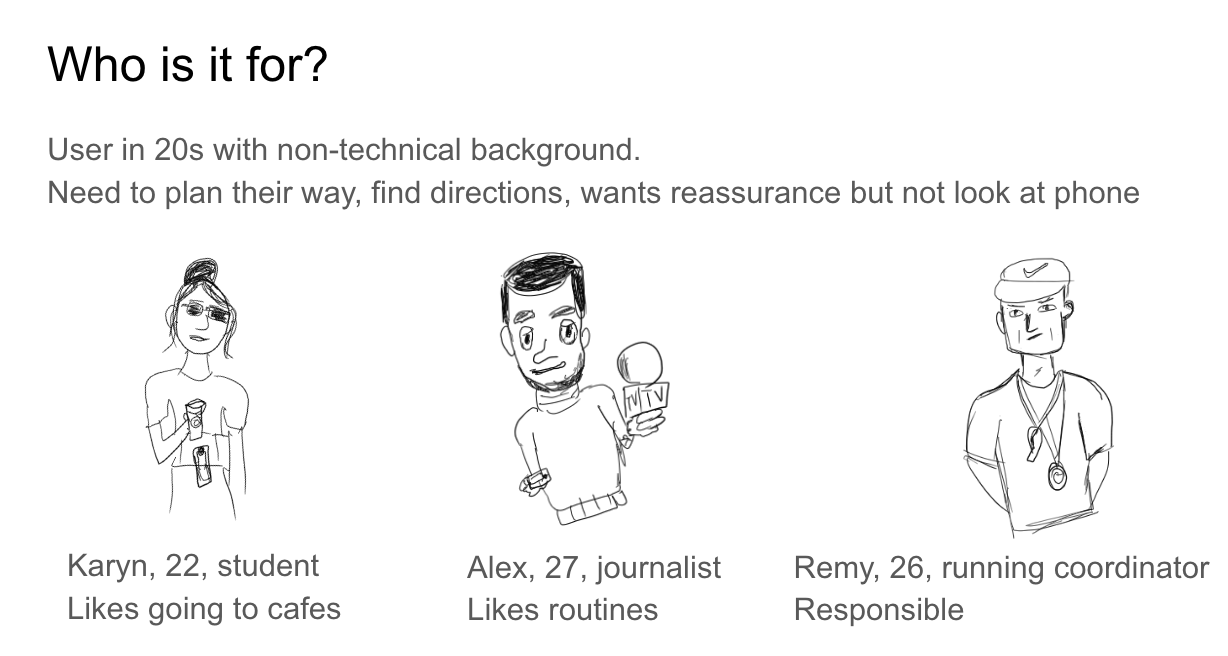 Who is it for?
User in 20s with non-technical background.
Need to plan their way, find directions, wants reassurance but not look at phone
TV TV
Karyn, 22, student
Likes going to cafes
Alex, 27, journalist
Likes routines
Remy, 26, running coordinator
Responsible